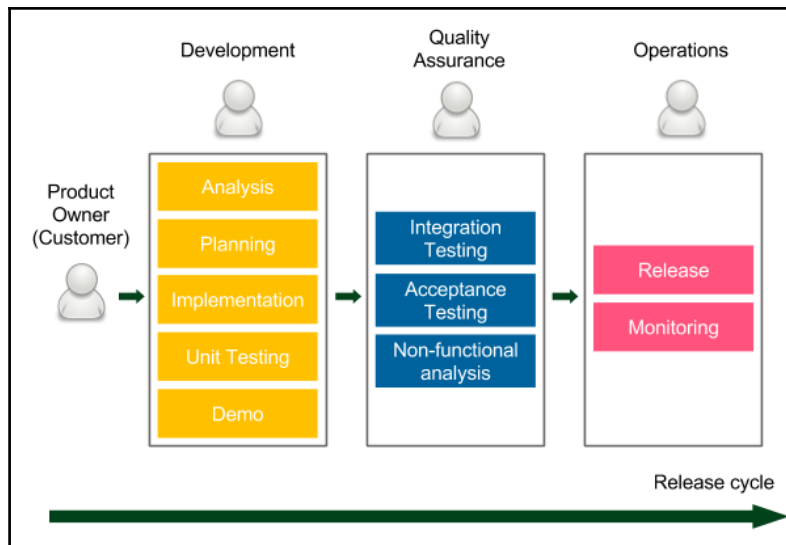 Development
Quality
Assurance
Operations
Product
Owner
(Customer)
Analysis
Planning
Implementation
Unit Testing
Demo
Integration
Testing
Acceptance
Testing
Non-functional
analysis
Release
Monitoring
Release cycle